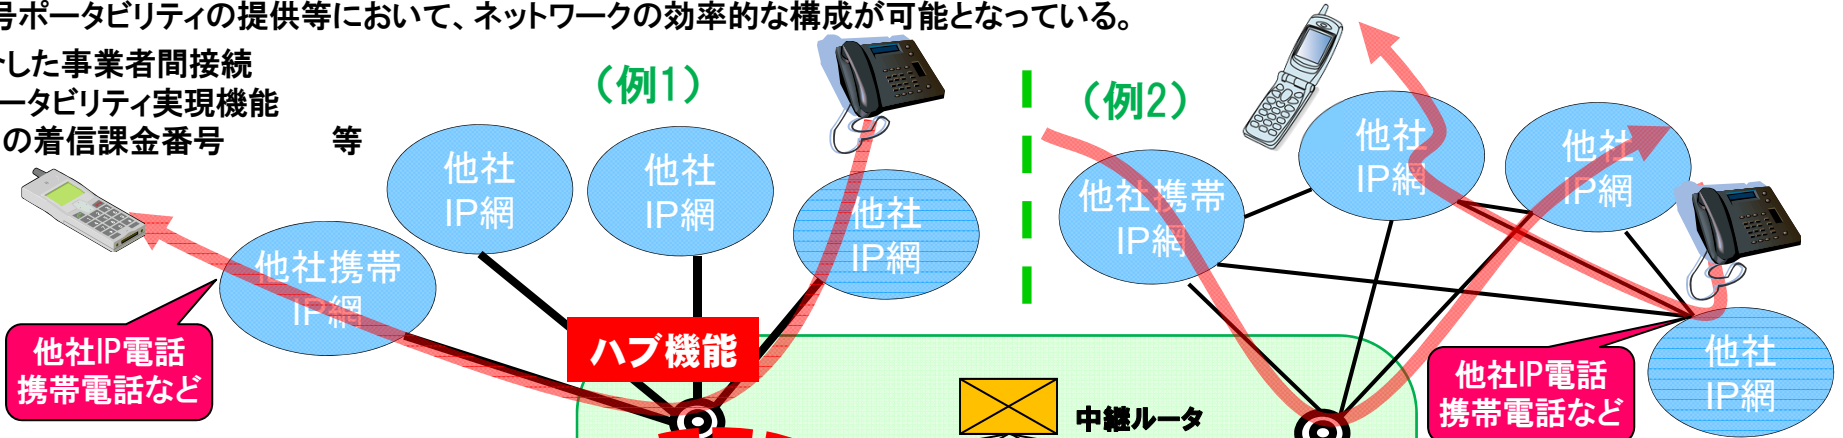 号ポータビリティの提供等において、ネットワークの効率的な構成が可能となっている。
した事業者間接続
ータビリティ実現機能
の着信課金番号 等
（例1）
（例2）
他社
IP網
他社
IP網
他社
IP網
他社携帯
IP網
他社携帯
IP網
他社
IP網
他社
IP網
他社
IP網
他社IP電話
携帯電話など
ハブ機能
中継ルータ
他社IP電話
携帯電話など